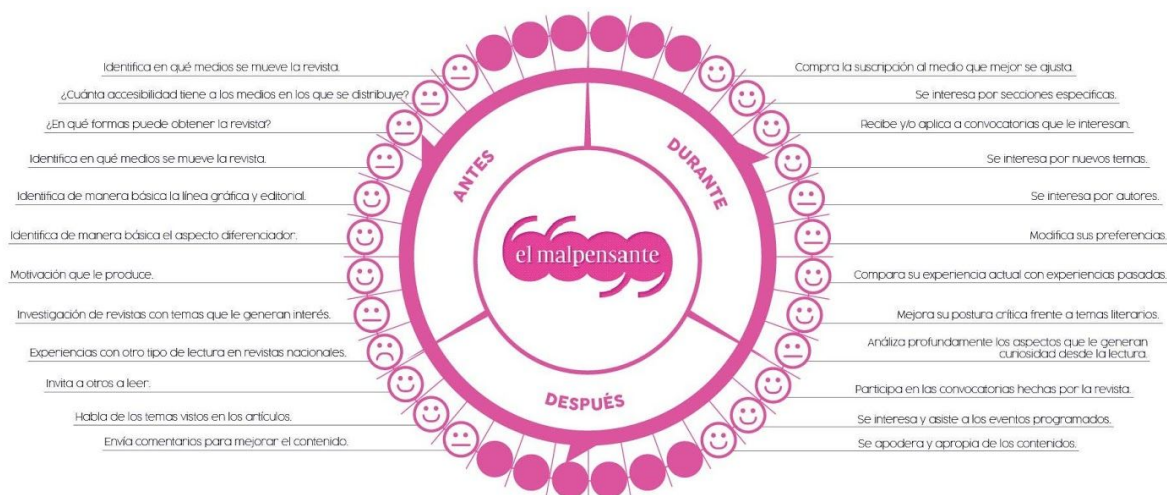 Identifica en qué medios se mueve la revista.
¿Cuánta accesibilidad tiene a los medios en los que se distribuye?
¿En qué formas puede obtener la revista?
Identifica en qué medios se mueve la revista.
Identifica de manera básica la línea gráfica y editorial.
Identifica de manera básica el aspecto diferenciador.
Motivación que le produce.
Investigación de revistas con temas que le generan interés.
Experiencias con otro tipo de lectura en revistas nacionales.
Invita a otros a leer.
Habla de los temas vistos en los artículos.
Envía comentarios para mejorar el contenido.
ANTES
DURANTE
el malpensante
DESPUÉS
Compra la suscripción al medio que mejor se ajusta.
Se interesa por secciones especificas.
Recibe y/o aplica a convocatorias que le interesan.
Se interesa por nuevos temas.
Se interesa por autores.
Modifica sus preferencias.
Compara su experiencia actual con experiencias pasadas.
Mejora su postura crítica frente a temas literarios.
Análiza profundamente los aspectos que le generan
curiosidad desde la lectura.
Participa en las convocatorias hechas por la revista.
Se interesa y asiste a los eventos programados.
Se apodera y apropia de los contenidos.